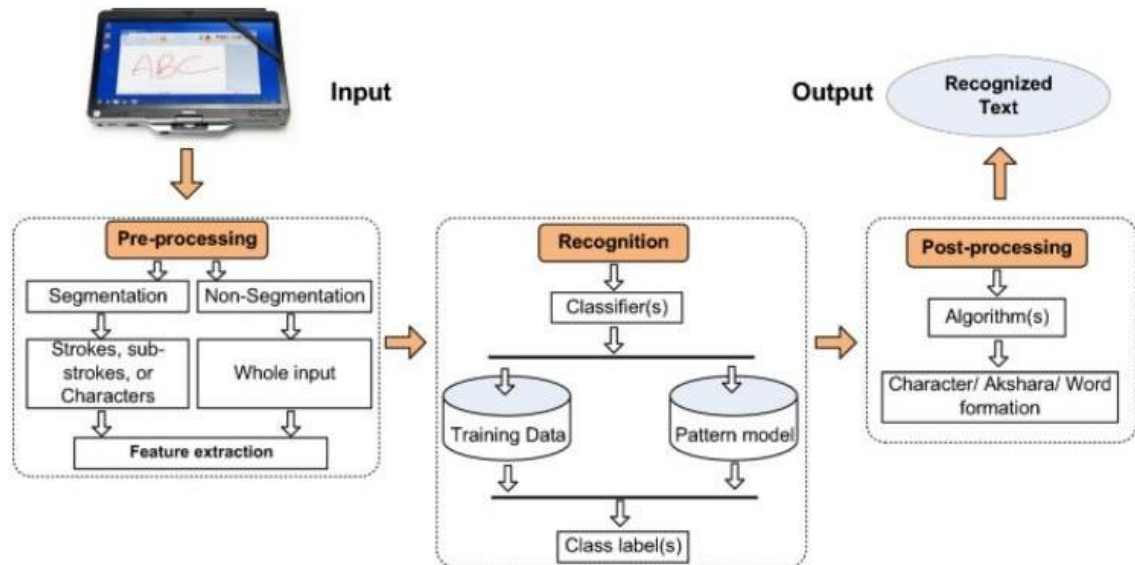 ABC
Input
Output
Recognized
Text
Pre-processing
Segmentation
Non-Segmentation
Strokes, sub-
strokes, or
Characters
Whole input
Feature extraction
Recognition
Classifier(s)
Training Data
Pattern model
Class label(s)
Post-processing
Algorithm(s)
Character/ Akshara/ Word
formation